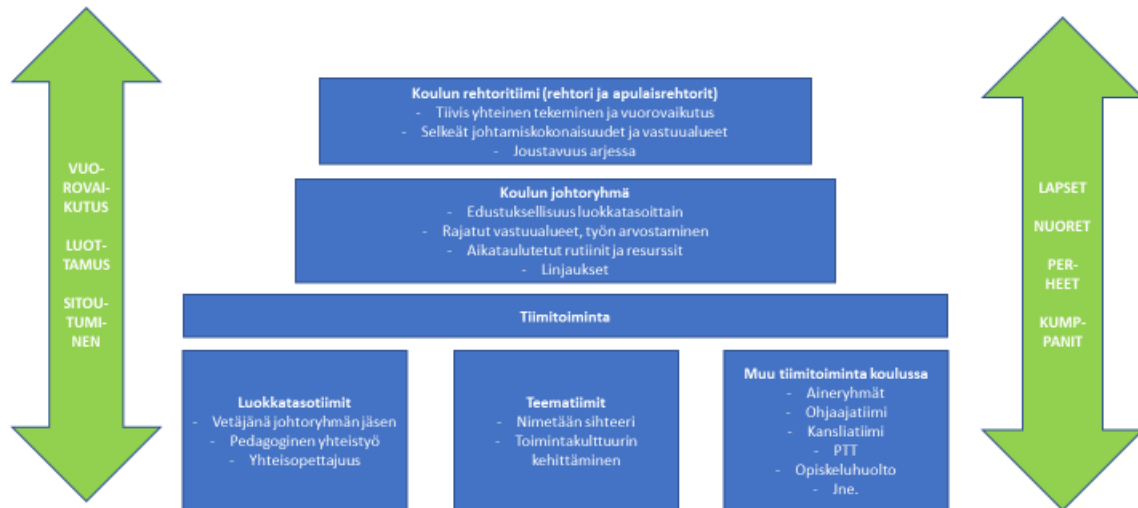 VUO-
ROVAI-
KUTUS
LUOT-
TAMUS
SITOU-
TUMI-
NEN
Koulun rehtoritiimi (rehtori ja apulaisrehtorit)
- Tiivis yhteinen tekeminen ja vuorovaikutus
- Selkeät johtamiskokonaisuudet ja vastuualueet
- Joustavuus arjessa
Koulun johtoryhmä
- Edustuksellisuus luokkatasoittain
- Rajatut vastuualueet, työn arvostaminen
- Aikataulutetut rutiinit ja resurssit
- Linjaukset
Tiimitoiminta
Luokkatasotiimit
- Vetäjänä johtoryhmän jäsen
- Pedagoginen yhteistyö
- Yhteisopettajuus
Teematiimit
- Nimetään sihteeri
- Toimintakulttuurin
kehittäminen
Muu tiimitoiminta koulussa
- Aineryhmät
- Ohjaajatiimi
- Kansliatiimi
- PTT
- Opiskeluhuolto
- Jne.
LAPSET
NUORET
PER-
HEET
KUMP-
PANIT